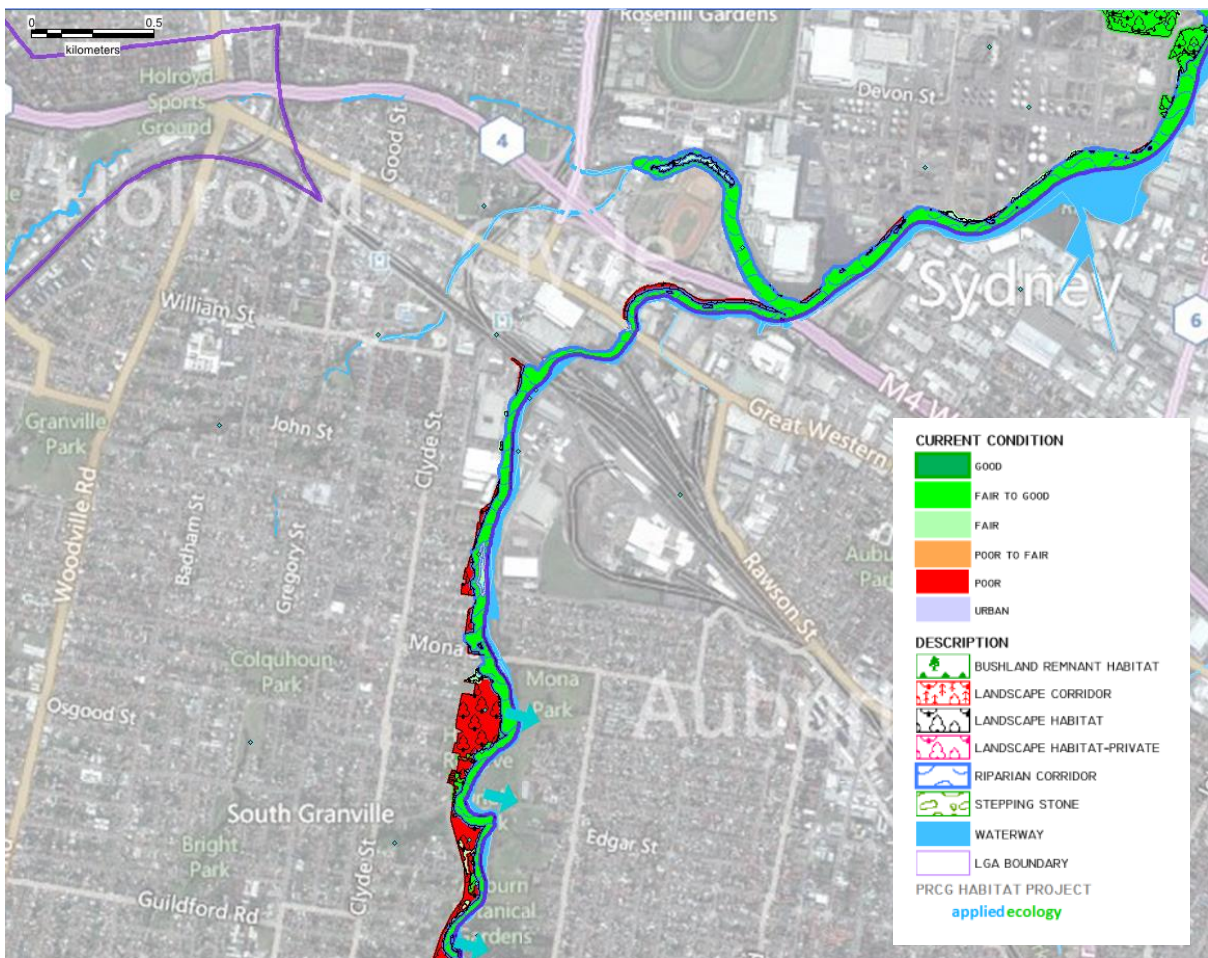 Rosehill Gardens
0 0.5
kilometers
Holroyd
Sports
Ground
Devon St
Good St
4
Holroyd
Clyde
Sydney
6
William St
M4 W
Granville
Park
John St
Clyde St
Great Western
Woodville Rd
Badham St
Gregory St
Rawson St
Mona
Colquhoun
Park
Mona
Park
Osgood St
South Granville
Edgar St
Bright
Park
Clyde St
Guildford Rd
CURRENT CONDITION
GOOD
FAIR TO GOOD
FAIR
POOR TO FAIR
POOR
URBAN
DESCRIPTION
BUSHLAND REMNANT HABITAT
LANDSCAPE CORRIDOR
LANDSCAPE HABITAT
LANDSCAPE HABITAT-PRIVATE
RIPARIAN CORRIDOR
STEPPING STONE
WATERWAY
LGA BOUNDARY
PRCG HABITAT PROJECT
applied ecology